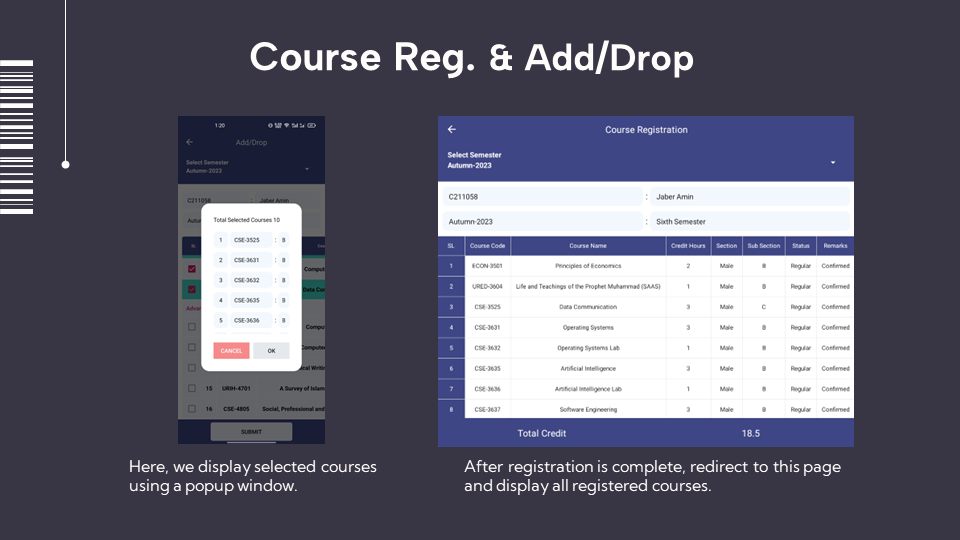 Course Reg. & Add/Drop
1:20
Add/Drop
Select Semester
Autumn-2023
C211058 : Jaber Amin
Total Selected Courses 10
1 CSE-3525 : B
2 CSE-3631 : B
3 CSE-3632 : B
4 CSE-3635 : B
5 CSE-3636 : B
CANCEL OK
15 URIH-4701 A Survey of Islam
16 CSE-4805 Social, Professional and
SUBMIT
Here, we display selected courses
using a popup window.
Course Registration
Select Semester
Autumn-2023
C211058 : Jaber Amin
Autumn-2023 : Sixth Semester
SL Course Code Course Name Credit Hours Section Sub Section Status Remarks
1 ECON-3501 Principles of Economics 2 Male B Regular Confirmed
2 URED-3604 Life and Teachings of the Prophet Muhammad (SAAS) 1 Male B Regular Confirmed
3 CSE-3525 Data Communication 3 Male C Regular Confirmed
4 CSE-3631 Operating Systems 3 Male B Regular Confirmed
5 CSE-3632 Operating Systems Lab 1 Male B Regular Confirmed
6 CSE-3635 Artificial Intelligence 3 Male B Regular Confirmed
7 CSE-3636 Artificial Intelligence Lab 1 Male B Regular Confirmed
8 CSE-3637 Software Engineering 3 Male B Regular Confirmed
Total Credit 18.5
After registration is complete, redirect to this page
and display all registered courses.